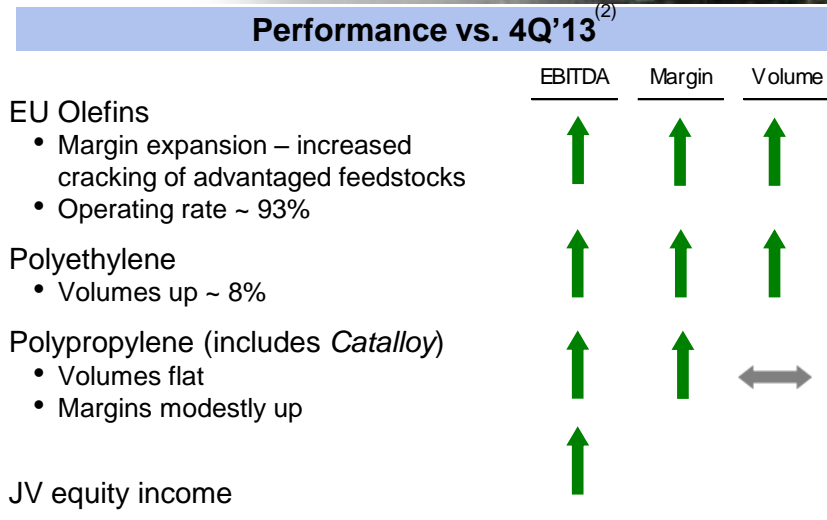 Performance vs. 4Q’13(2)
EBITDA Margin Volume
EU Olefins
• Margin expansion – increased
cracking of advantaged feedstocks
• Operating rate ~ 93%
Polyethylene
• Volumes up ~ 8%
Polypropylene (includes Catalloy)
• Volumes flat
• Margins modestly up
JV equity income